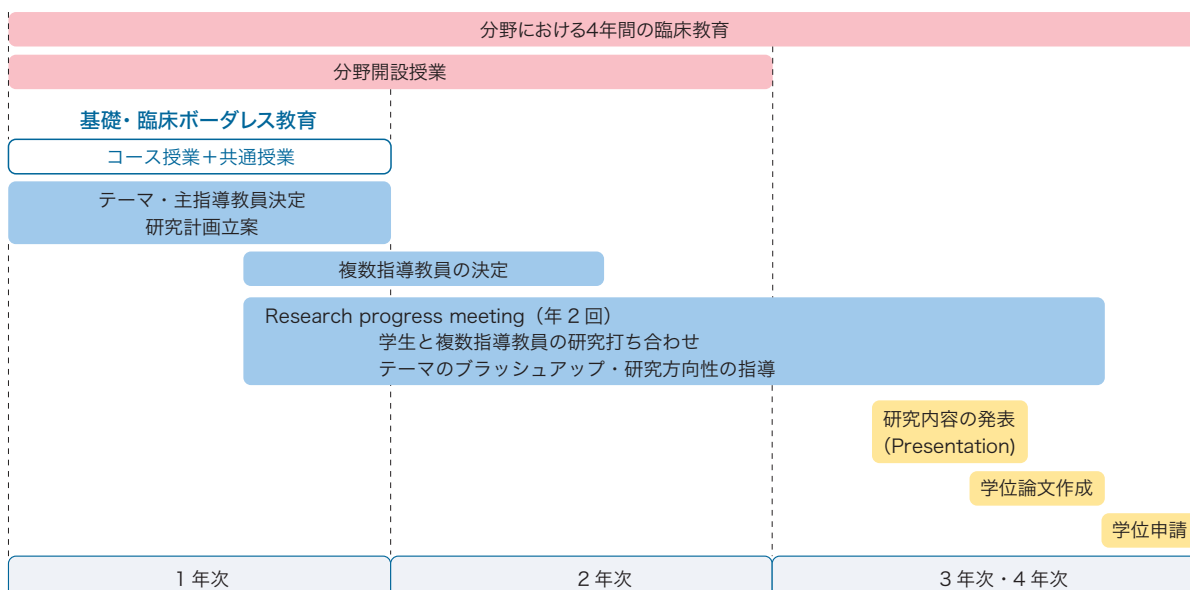 分野における4年間の臨床教育
分野開設授業
基礎・臨床ボーダレス教育
コース授業＋共通授業
テーマ・主指導教員決定
研究計画立案
複数指導教員の決定
Research progress meeting（年 2 回）
学生と複数指導教員の研究打ち合わせ
テーマのブラッシュアップ・研究方向性の指導
研究内容の発表
（Presentation)
学位論文作成
学位申請
1 年次
2 年次
3 年次・4 年次